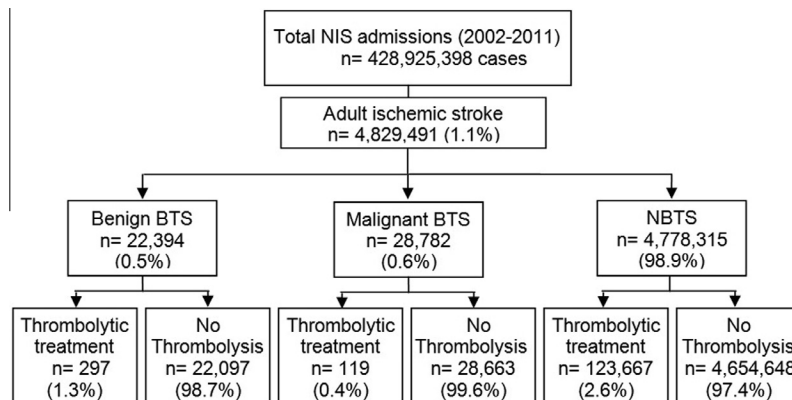 Total NIS admissions (2002-2011)
n= 428,925,398 cases
Adult ischemic stroke
n= 4,829,491 (1.1%)
Benign BTS
n= 22,394
(0.5%)
Malignant BTS
n= 28,782
(0.6%)
NBTS
n= 4,778,315
(98.9%)
Thrombolytic
treatment
n= 297
(1.3%)
No
Thrombolysis
n= 22,097
(98.7%)
Thrombolytic
treatment
n= 119
(0.4%)
No
Thrombolysis
n= 28,663
(99.6%)
Thrombolytic
treatment
n= 123,667
(2.6%)
No
Thrombolysis
n= 4,654,648
(97.4%)